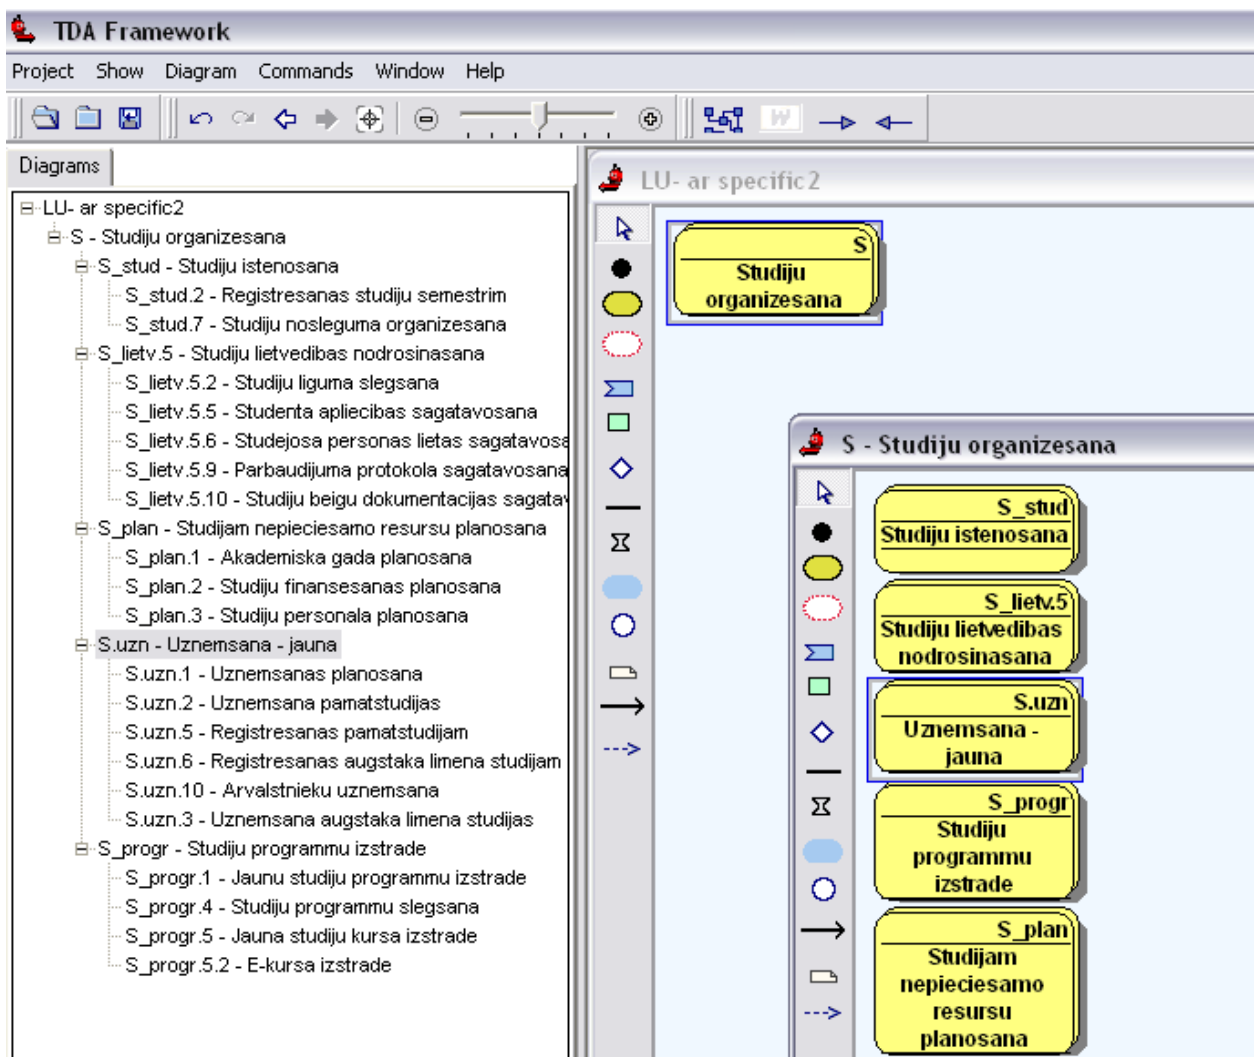 TDA Framework
Project Show Diagram Commands Window Help
W
Diagrams
LU- ar specific2
S - Studiju organizesana
S_stud - Studiju istenosana
S_stud.2 - Registresanas studiju semestrim
S_stud.7 - Studiju nosleguma organizesana
S_lietv.5 - Studiju lietvedibas nodrosinasana
S_lietv.5.2 - Studiju liguma slegsana
S_lietv.5.5 - Studenta apliecibas sagatavosana
S_lietv.5.6 - Studejosa personas lietas sagatavosa
S_lietv.5.9 - Parbaudijuma protokola sagatavosana
S_lietv.5.10 - Studiju beigu dokumentacijas sagatav
S_plan - Studijam nepieciesamo resursu planosana
S_plan.1 - Akademiska gada planosana
S_plan.2 - Studiju finansesanas planosana
S_plan.3 - Studiju personala planosana
S.uzn - Uznemsana - jauna
S.uzn.1 - Uznemsanas planosana
S.uzn.2 - Uznemsana pamatstudijas
S.uzn.5 - Registresanas pamatstudijam
S.uzn.6 - Registresanas augstaka limena studijam
S.uzn.10 - Arvalstnieku uznemsana
S.uzn.3 - Uznemsana augstaka limena studijas
S_progr - Studiju programmu izstrade
S_progr.1 - Jaunu studiju programmu izstrade
S_progr.4 - Studiju programmu slegsana
S_progr.5 - Jauna studiju kursa izstrade
S_progr.5.2 - E-kursa izstrade
LU- ar specific2
S
Studiju
organizesana
S - Studiju organizesana
S_stud
Studiju istenosana
S_lietv.5
Studiju lietvedibas
nodrosinasana
S.uzn
Uznemsana -
jauna
S_progr
Studiju
programmu
izstrade
S_plan
Studijam
nepieciesamo
resursu
planosana